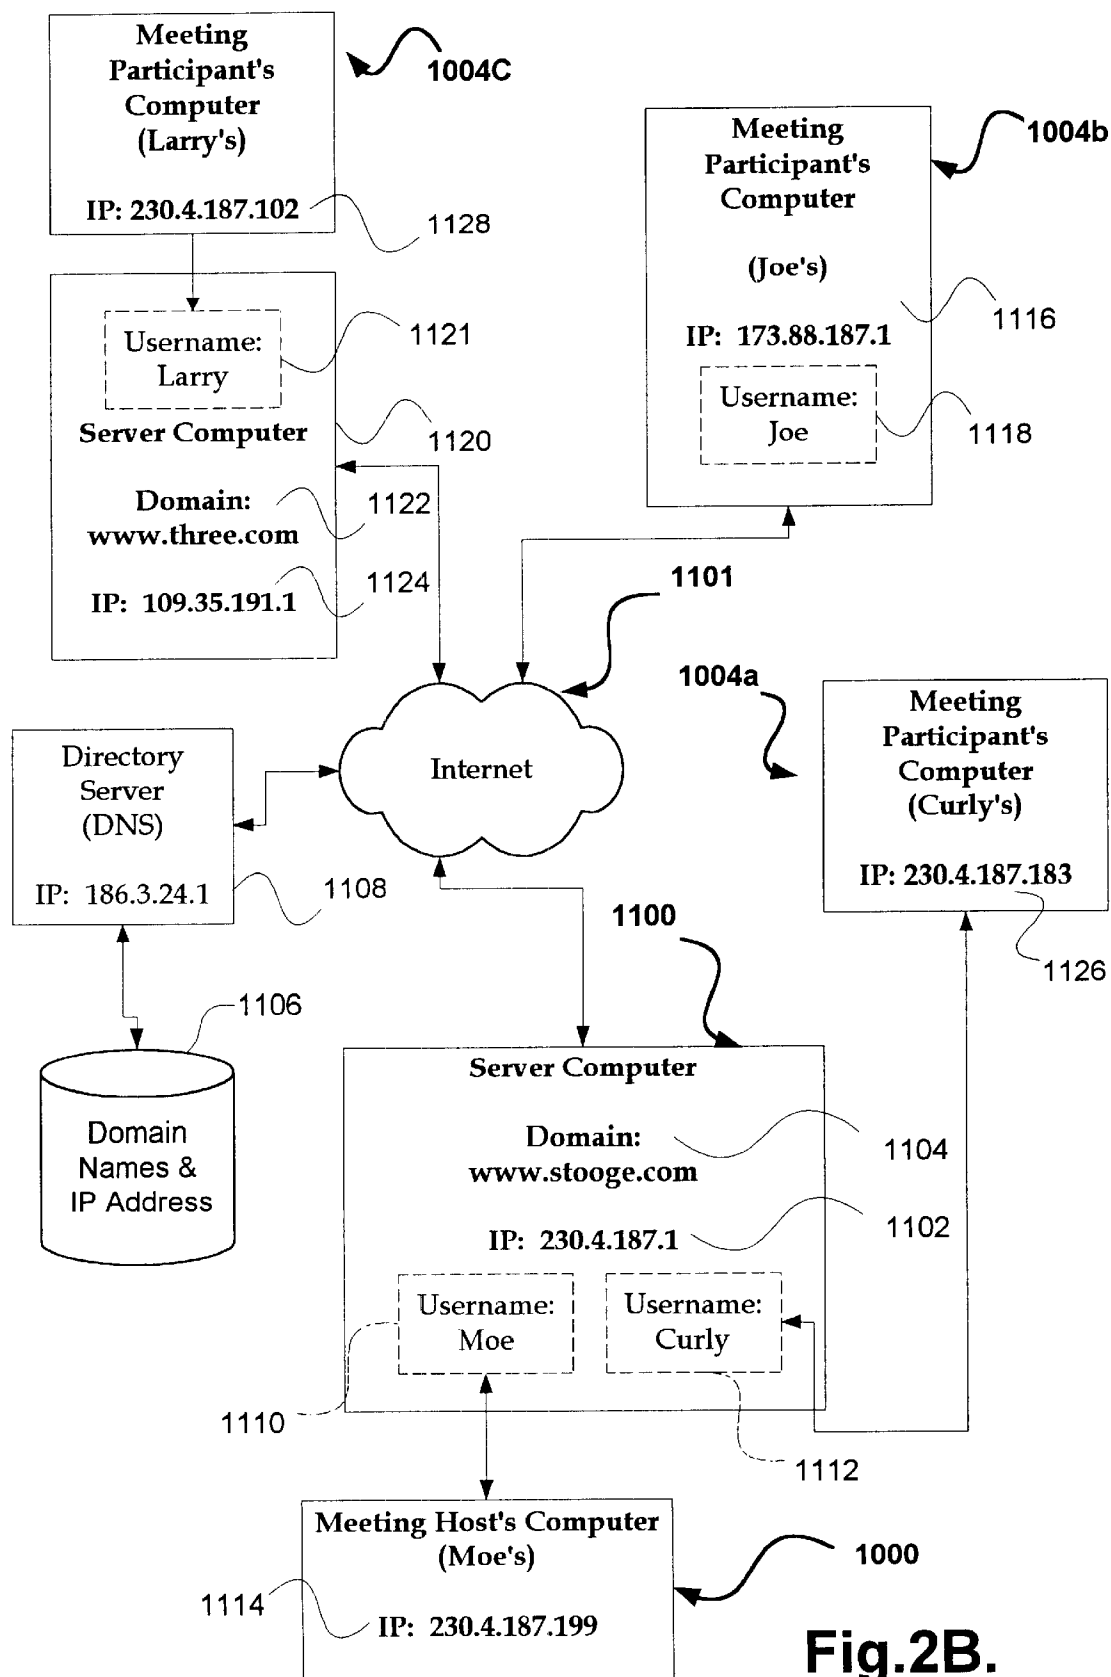 Meeting
Participant's
Computer
(Larry's)
IP: 230.4.187.102
1004C
1128
Meeting
Participant's
Computer
(Joe's)
IP: 173.88.187.1
Username:
Joe
1004b
1116
1118
Username:
Larry
Server Computer
Domain:
www.three.com
IP: 109.35.191.1
1121
1120
1122
1124
1101
Internet
1004a
Meeting
Participant's
Computer
(Curly's)
IP: 230.4.187.183
1126
Directory
Server
(DNS)
IP: 186.3.24.1
1108
1106
Domain
Names &
IP Address
1100
Server Computer
Domain:
www.stooge.com
IP: 230.4.187.1
1104
1102
Username:
Moe
Username:
Curly
1110
1112
Meeting Host's Computer
(Moe's)
IP: 230.4.187.199
1114
1000
Fig.2B.